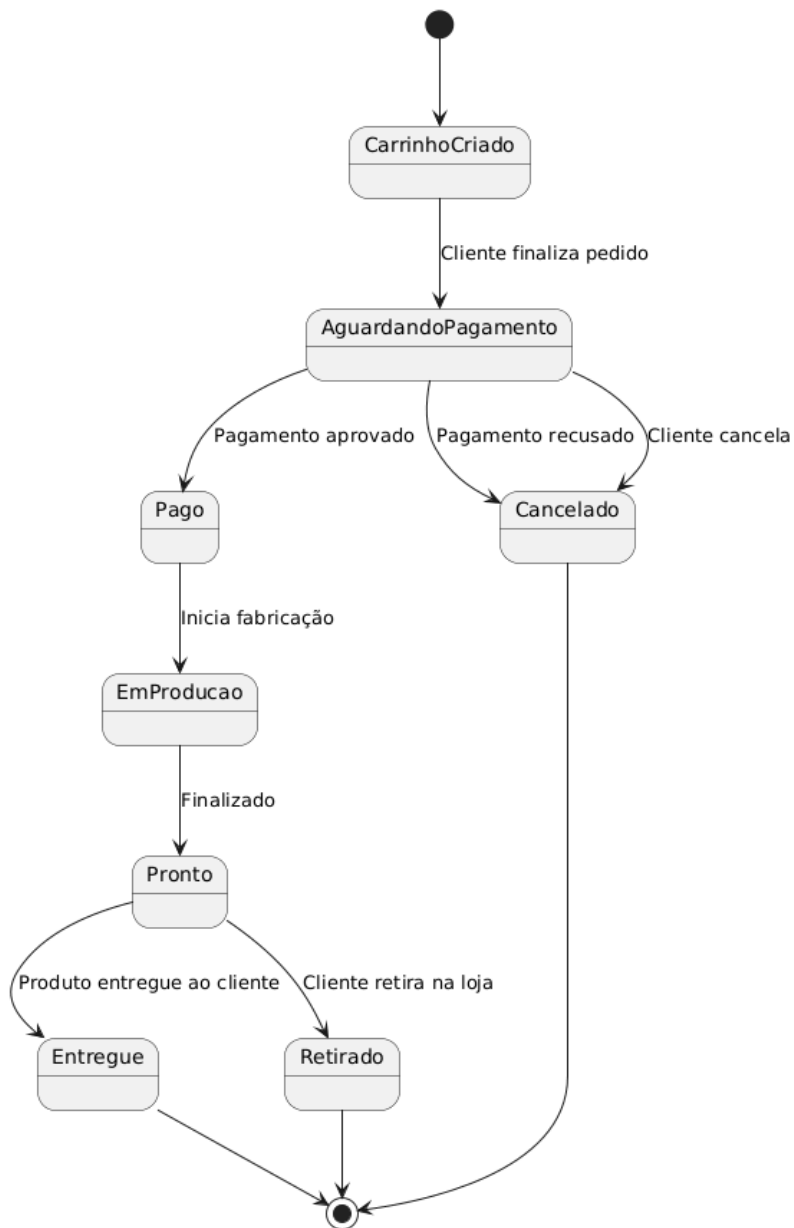 CarrinhoCriado
Cliente finaliza pedido
AguardandoPagamento
Pagamento aprovado
Pagamento recusado
Cliente cancela
Pago
Cancelado
Inicia fabricação
EmProducao
Finalizado
Pronto
Produto entregue ao cliente
Cliente retira na loja
Entregue
Retirado